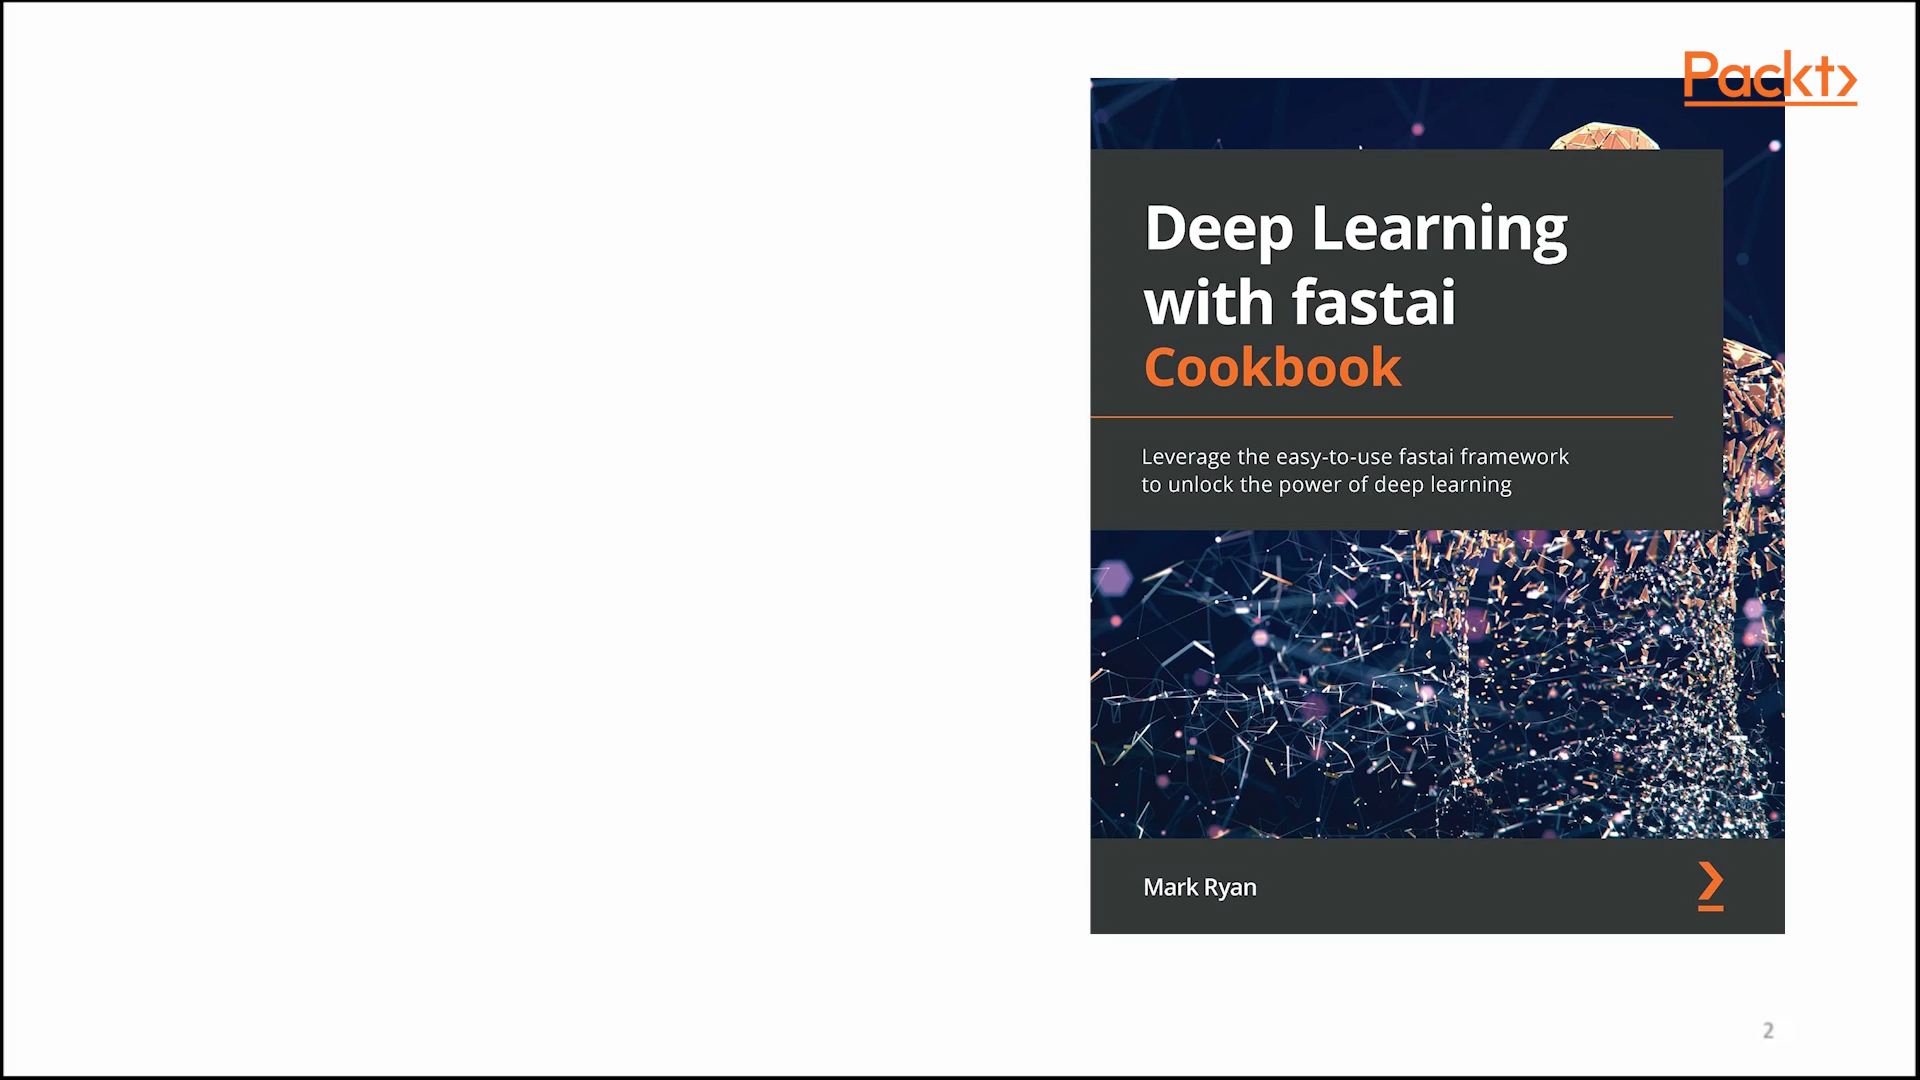 Packt
Deep Learning
with fastai
Cookbook
Leverage the easy-to-use fastai framework
to unlock the power of deep learning
Mark Ryan
2